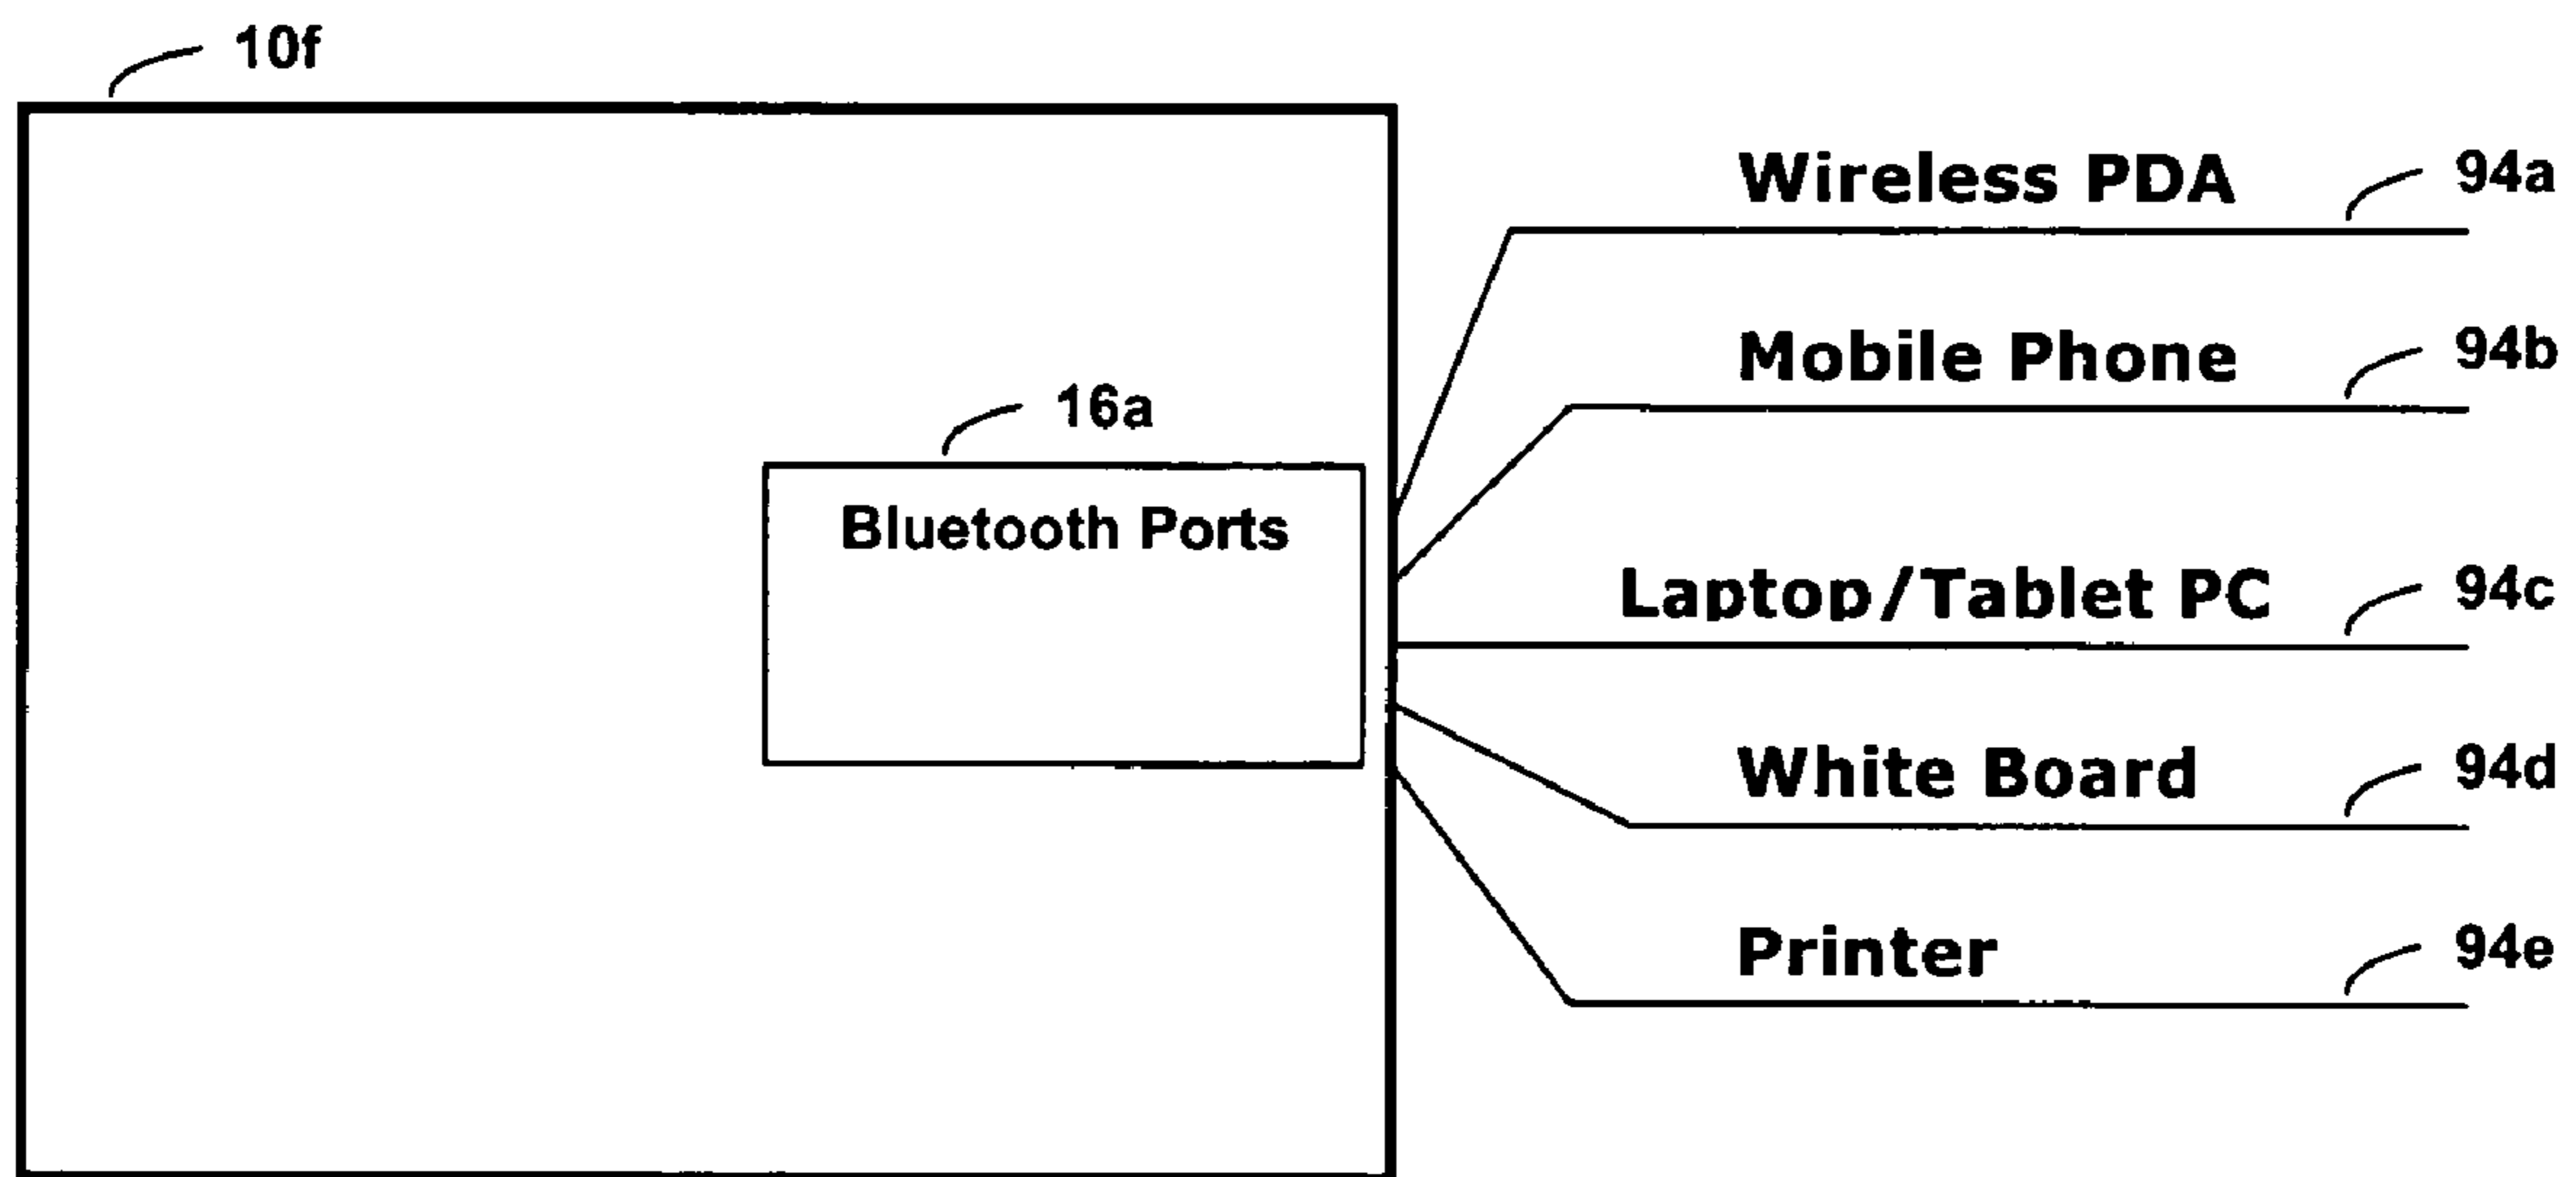 10f
Wireless PDA 94a
Mobile Phone 94b
16a
Bluetooth Ports
Laptop/Tablet PC 94c
White Board 94d
Printer 94e